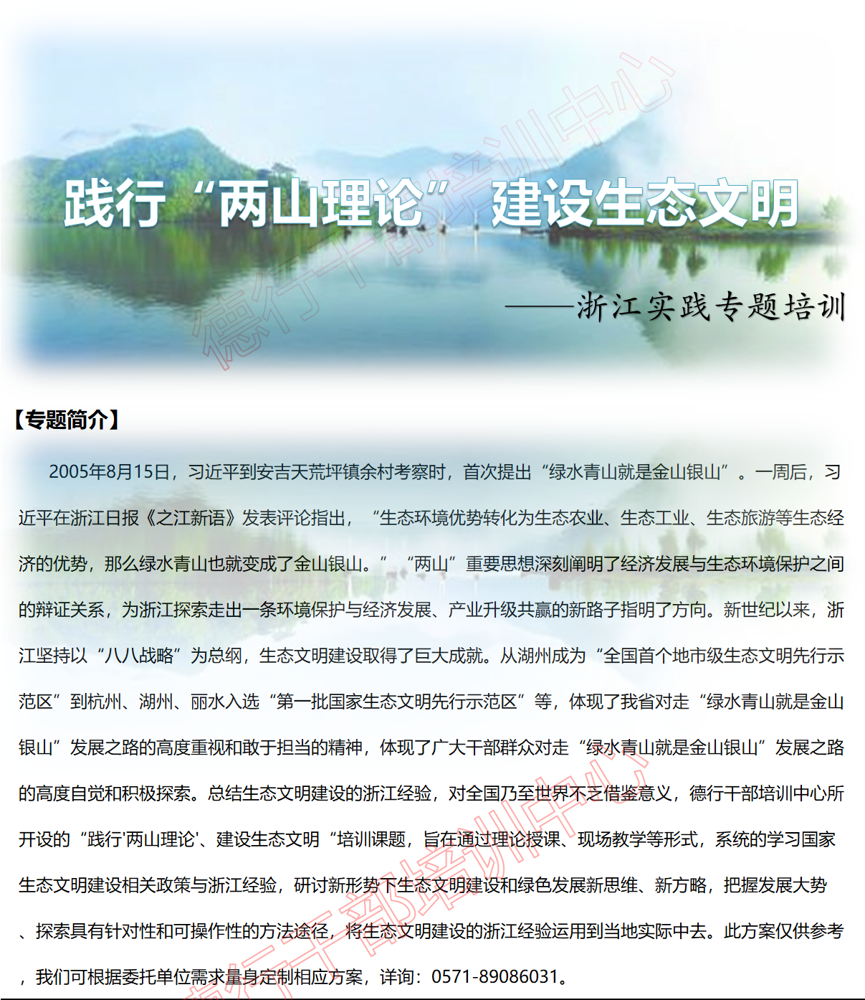 践行“两山理论” 建设生态文明
——浙江实践专题培训
德行干部培训中心
【专题简介】
2005年8月15日，习近平到安吉天荒坪镇余村考察时，首次提出“绿水青山就是金山银山”。一周后，习
近平在浙江日报《之江新语》发表评论指出，“生态环境优势转化为生态农业、生态工业、生态旅游等生态经
济的优势，那么绿水青山也就变成了金山银山。”“两山”重要思想深刻阐明了经济发展与生态环境保护之间
的辩证关系，为浙江探索走出一条环境保护与经济发展、产业升级共赢的新路子指明了方向。新世纪以来，浙
江坚持以“八八战略”为总纲，生态文明建设取得了巨大成就。从湖州成为“全国首个地市级生态文明先行示
范区”到杭州、湖州、丽水入选“第一批国家生态文明先行示范区”等，体现了我省对走“绿水青山就是金山
银山”发展之路的高度重视和敢于担当的精神，体现了广大干部群众对走“绿水青山就是金山银山”发展之路
的高度自觉和积极探索。总结生态文明建设的浙江经验，对全国乃至世界不乏借鉴意义，德行干部培训中心所
开设的“践行'两山理论'、建设生态文明“培训课题，旨在通过理论授课、现场教学等形式，系统的学习国家
生态文明建设相关政策与浙江经验，研讨新形势下生态文明建设和绿色发展新思维、新方略，把握发展大势
、探索具有针对性和可操作性的方法途径，将生态文明建设的浙江经验运用到当地实际中去。此方案仅供参考
，我们可根据委托单位需求量身定制相应方案，详询：0571-89086031。
德行干部培训中心